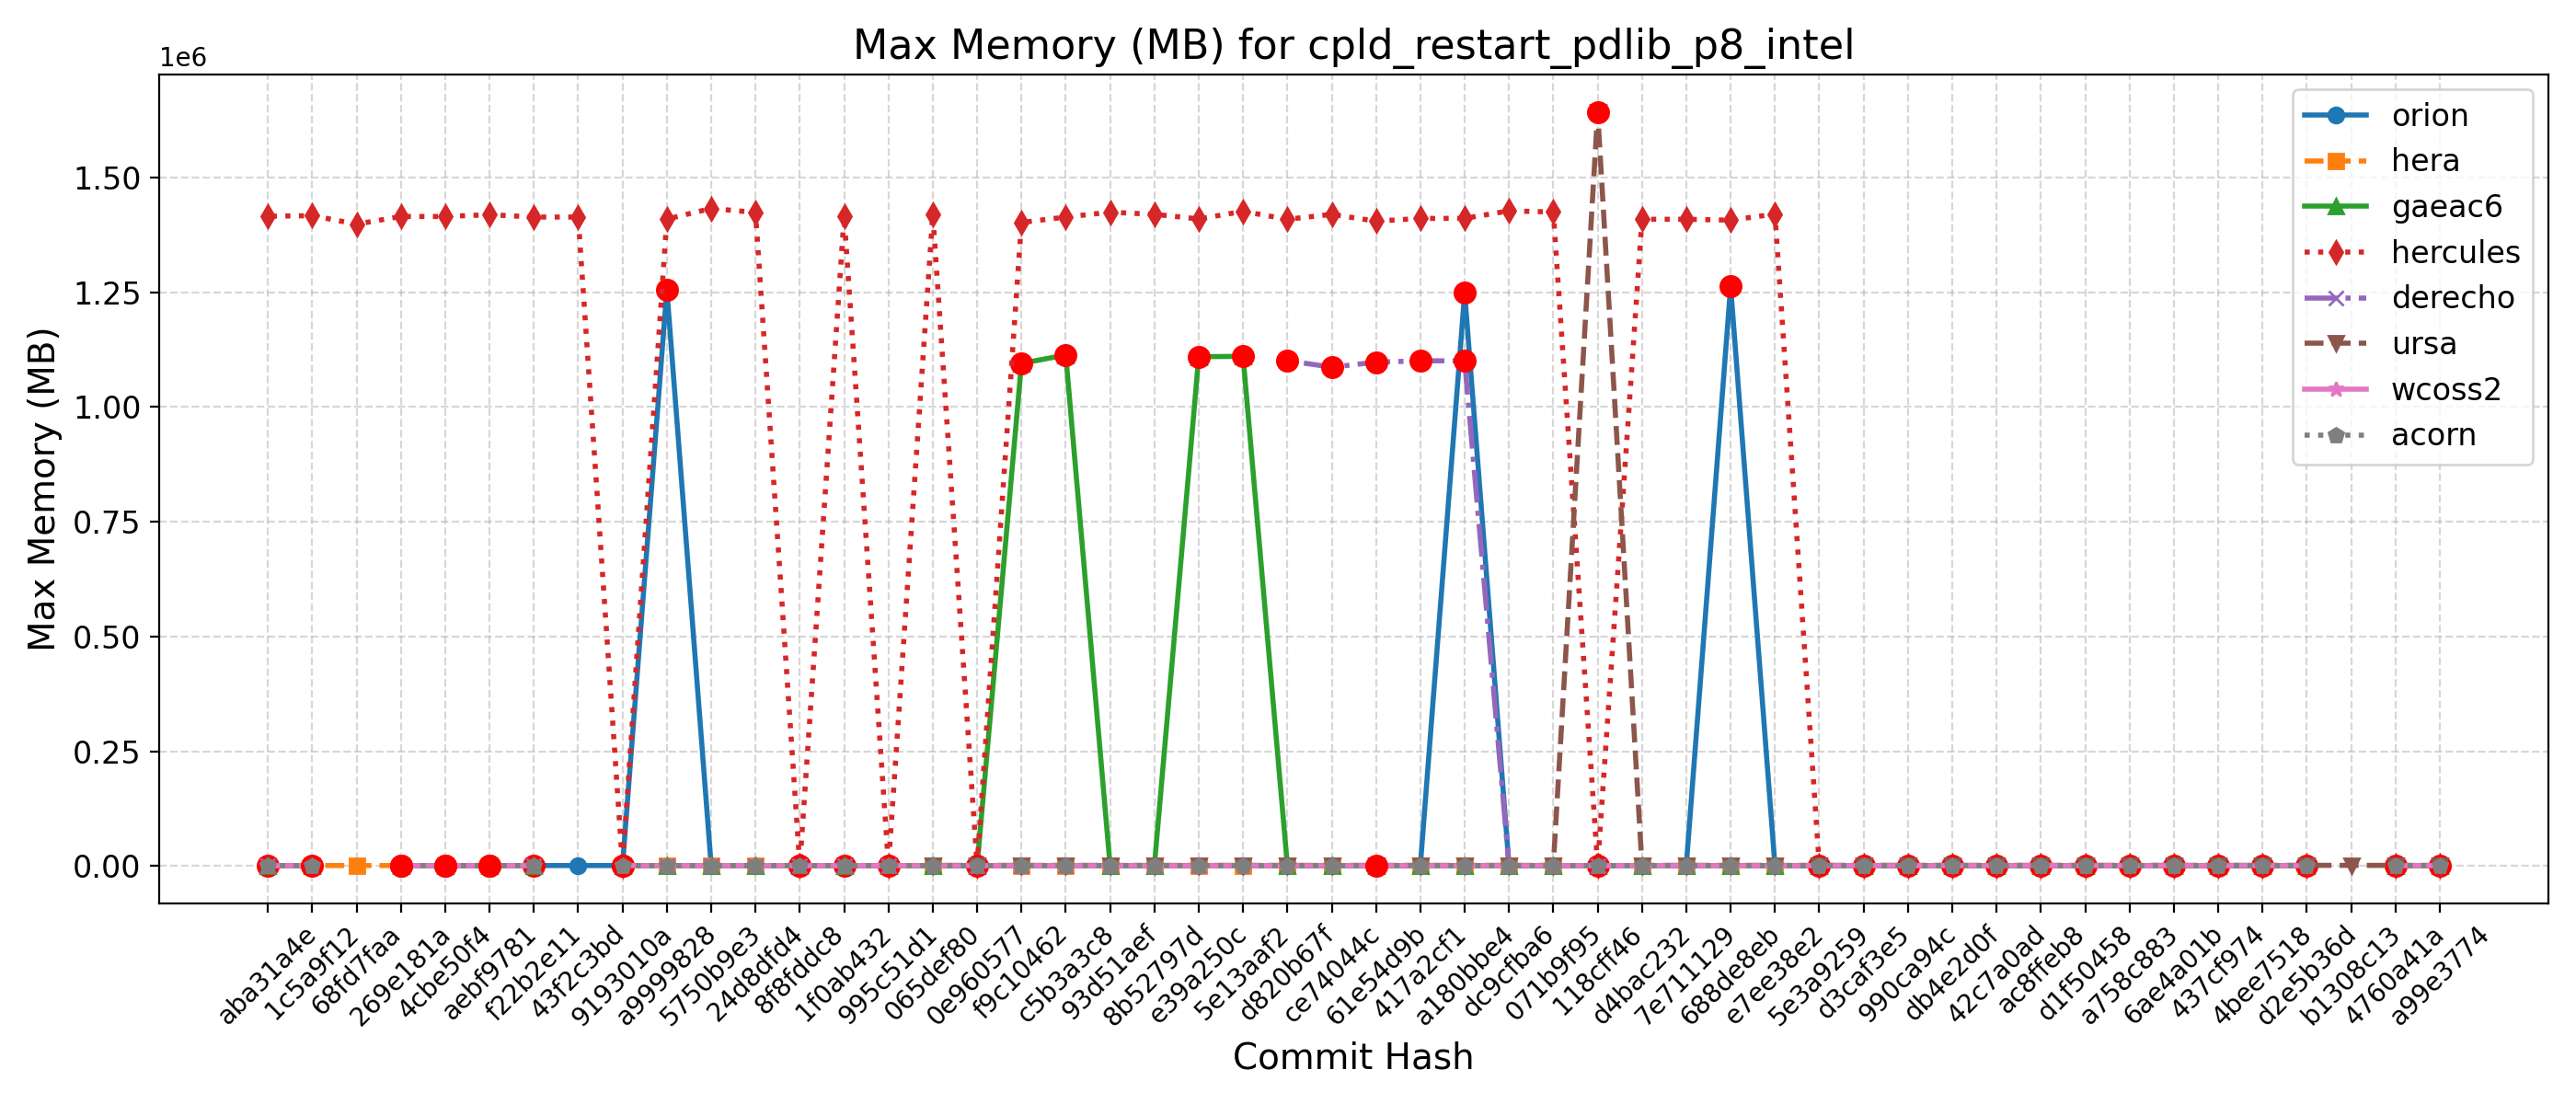 Max Memory (MB) for cpld_restart_pdlib_p8_intel
1e6
1.50
1.25
1.00
0.75
0.50
0.25
0.00
Max Memory (MB)
orion
hera
gaeac6
hercules
derecho
ursa
wcoss2
acorn
aba31a4e
1c5a9f12
68fd7faa
269e181a
4cbe50f4
aebf9781
f22b2e11
43f2c3bd
9193010a
a9999828
5750b9e3
24d8dfd4
8f8fddc8
1f0ab432
995c51d1
065def80
0e960577
f9c10462
c5b3a3c8
93d51aef
8b52797d
e39a250c
5e13aaf2
d820b67f
ce74044c
61e54d9b
417a2cf1
a180bbe4
dc9cfba6
071b9f95
118cff46
d4bac232
7e711129
688de8eb
e7ee38e2
5e3a9259
d3caf3e5
990ca94c
db4e2d0f
42c7a0ad
ac8ffeb8
d1f50458
a758c883
6ae4a01b
437cf974
4bee7518
d2e5b36d
b1308c13
4760a41a
a99e3774
Commit Hash